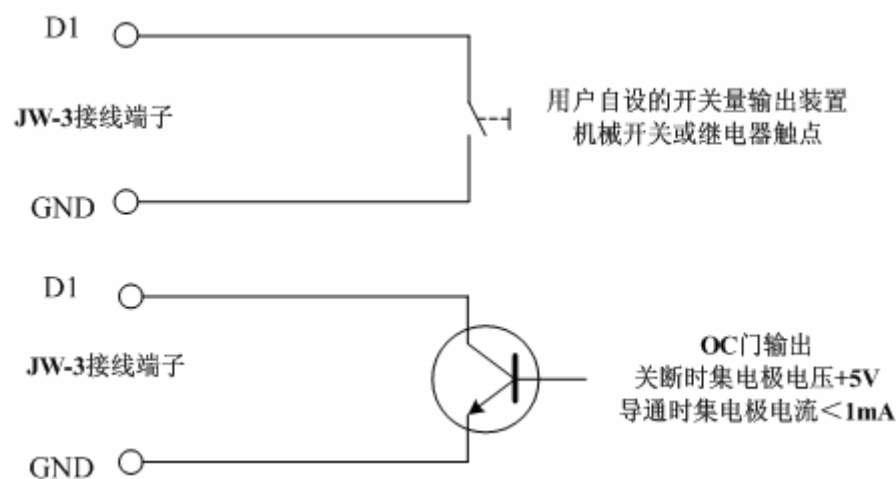 D1
JW-3接线端子
用户自设的开关量输出装置
机械开关或继电器触点
GND
D1
JW-3接线端子
OC门输出
关断时集电极电压+5V
导通时集电极电流＜1mA
GND